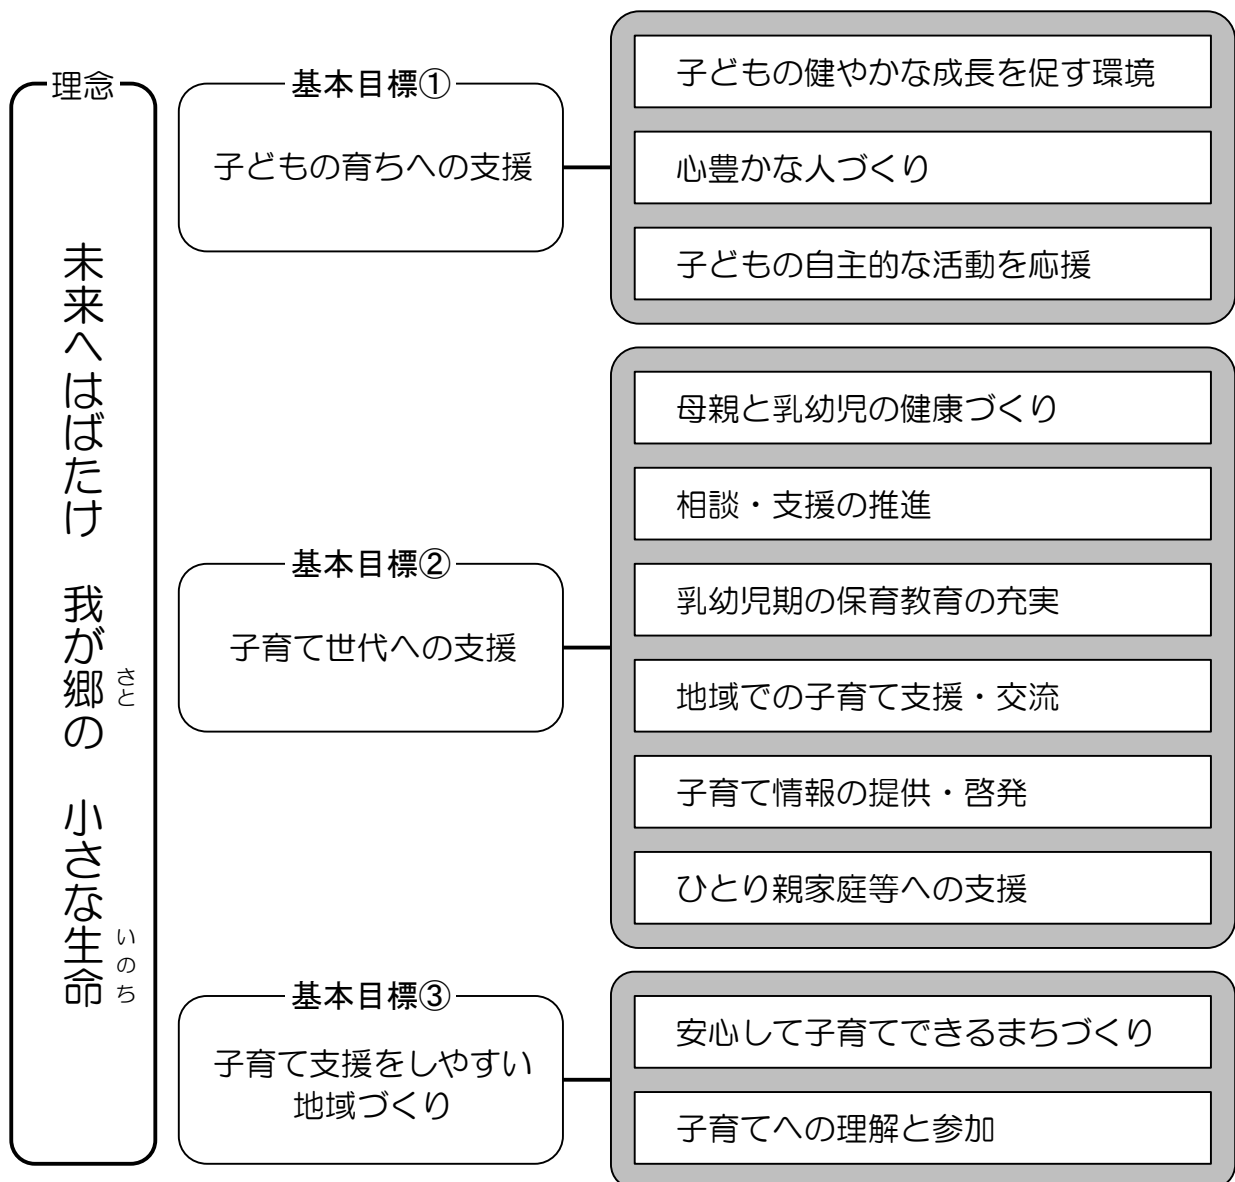 理念
未来へはばたけ　我が郷の　小さな生命
さと
いのち
基本目標①
子どもの育ちへの支援
子どもの健やかな成長を促す環境
心豊かな人づくり
子どもの自主的な活動を応援
基本目標②
子育て世代への支援
母親と乳幼児の健康づくり
相談・支援の推進
乳幼児期の保育教育の充実
地域での子育て支援・交流
子育て情報の提供・啓発
ひとり親家庭等への支援
基本目標③
子育て支援をしやすい
地域づくり
安心して子育てできるまちづくり
子育てへの理解と参加